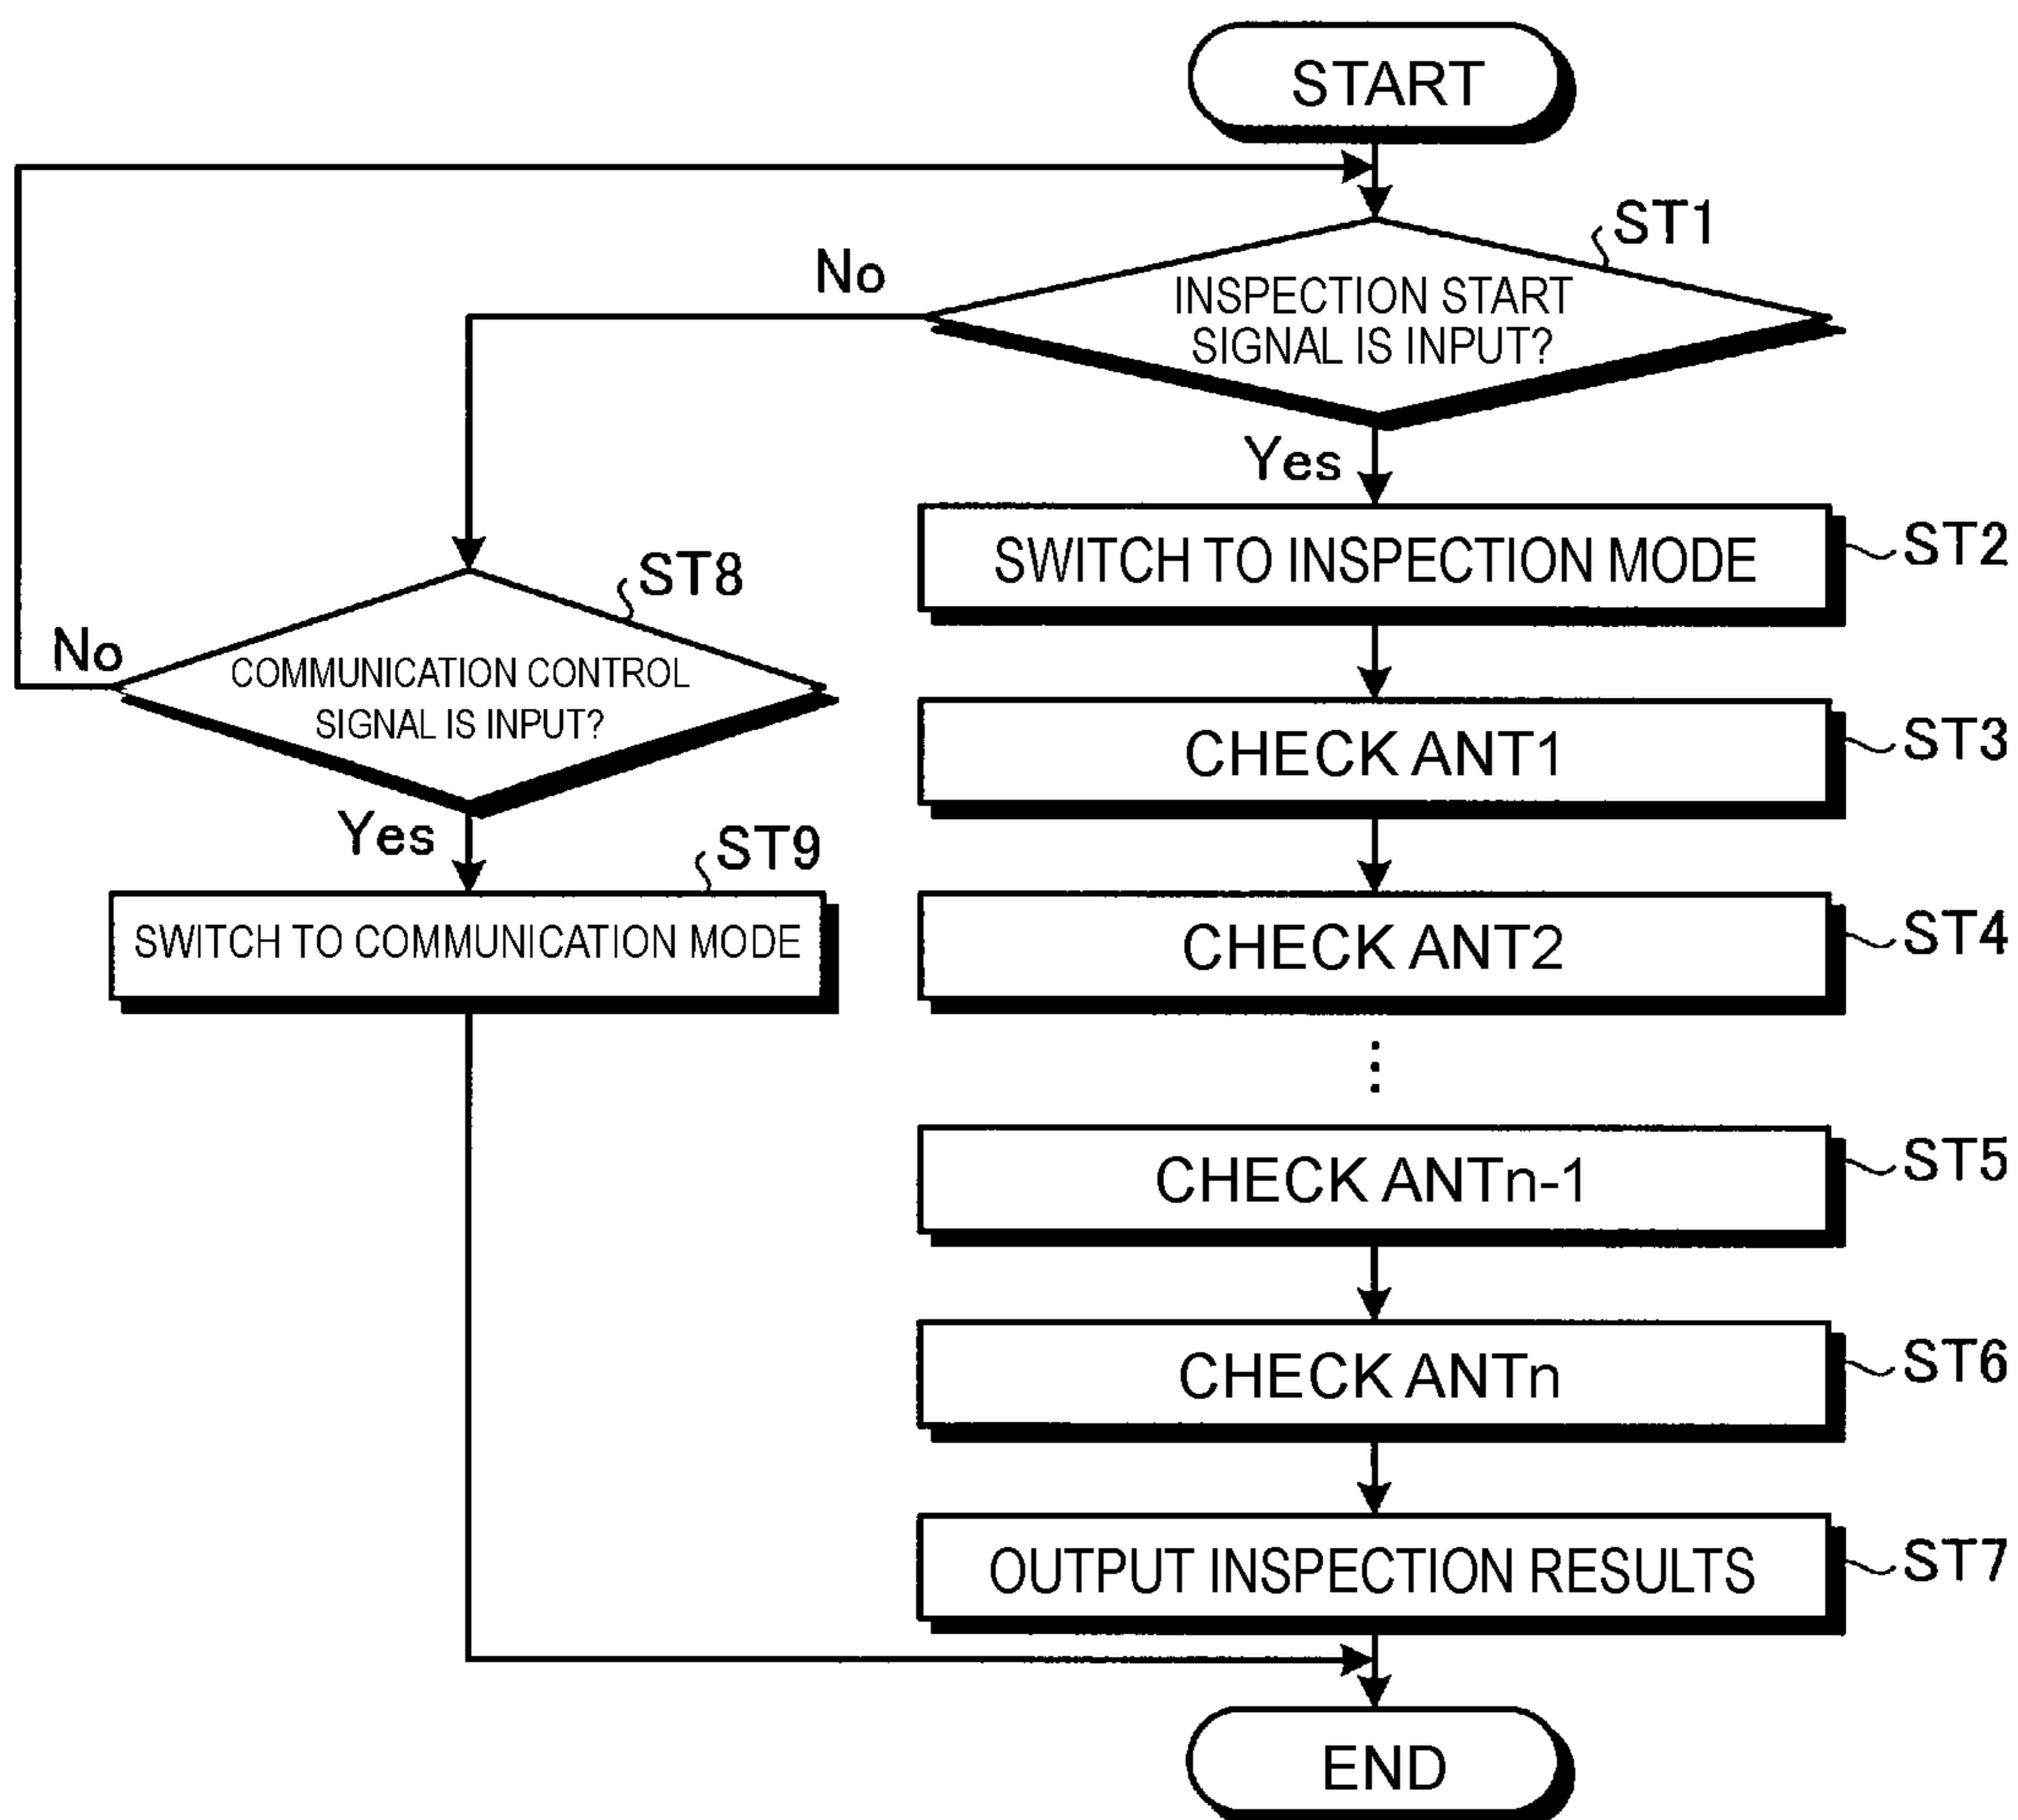 START
ST1
No
INSPECTION START
SIGNAL IS INPUT?
Yes
SWITCH TO INSPECTION MODE
ST2
ST8
No
COMMUNICATION CONTROL
SIGNAL IS INPUT?
CHECK ANT1
ST3
Yes
ST9
SWITCH TO COMMUNICATION MODE
CHECK ANT2
ST4
⋮
CHECK ANTn-1
ST5
CHECK ANTn
ST6
OUTPUT INSPECTION RESULTS
ST7
END